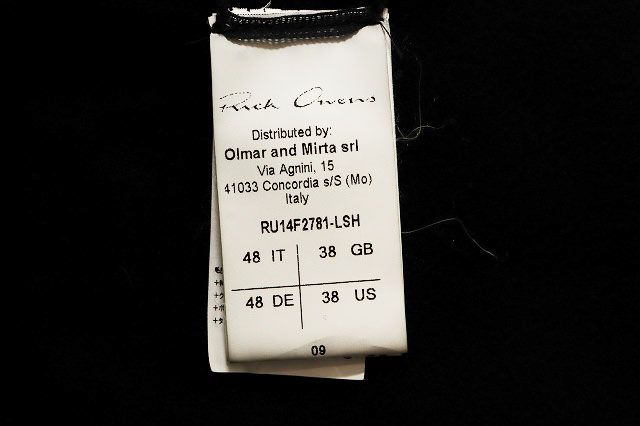 Rick Owens
Distributed by:
Olmar and Mirta srl
Via Agnini, 15
41033 Concordia s/S (Mo)
Italy
RU14F2781-LSH
48 IT 38 GB
48 DE 38 US
09